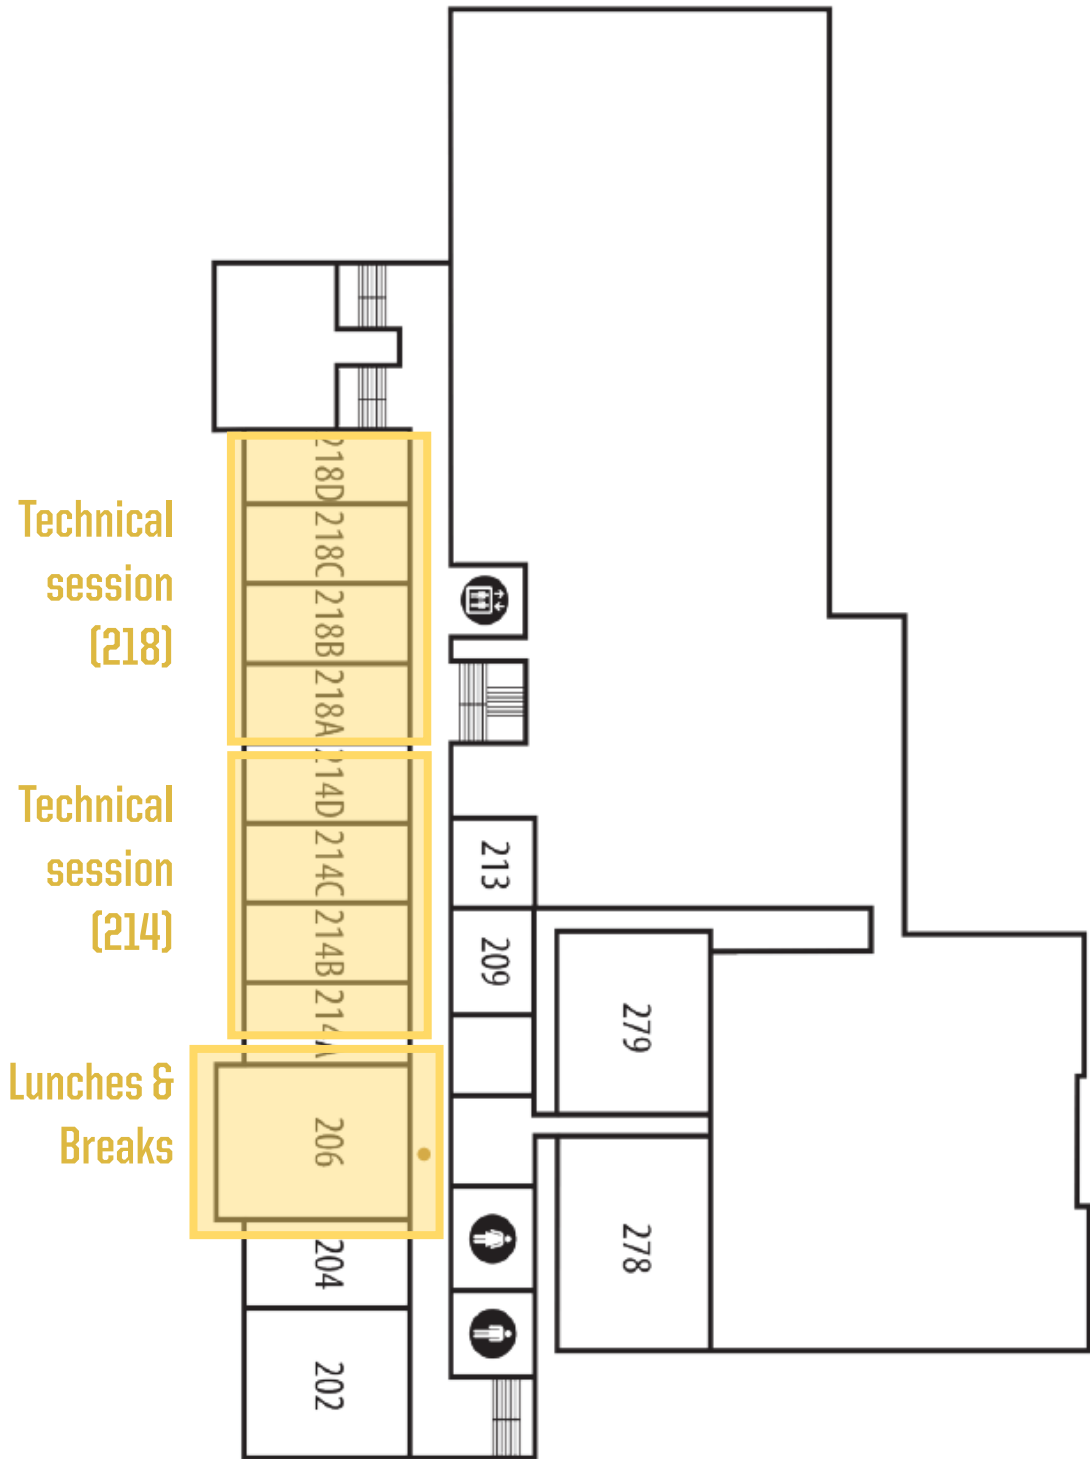 Technical
session
(218)
Technical
session
(214)
Lunches &
Breaks
218D
218C
218B
218A
214D
214C
214B
214A
206
204
202
213
209
279
278